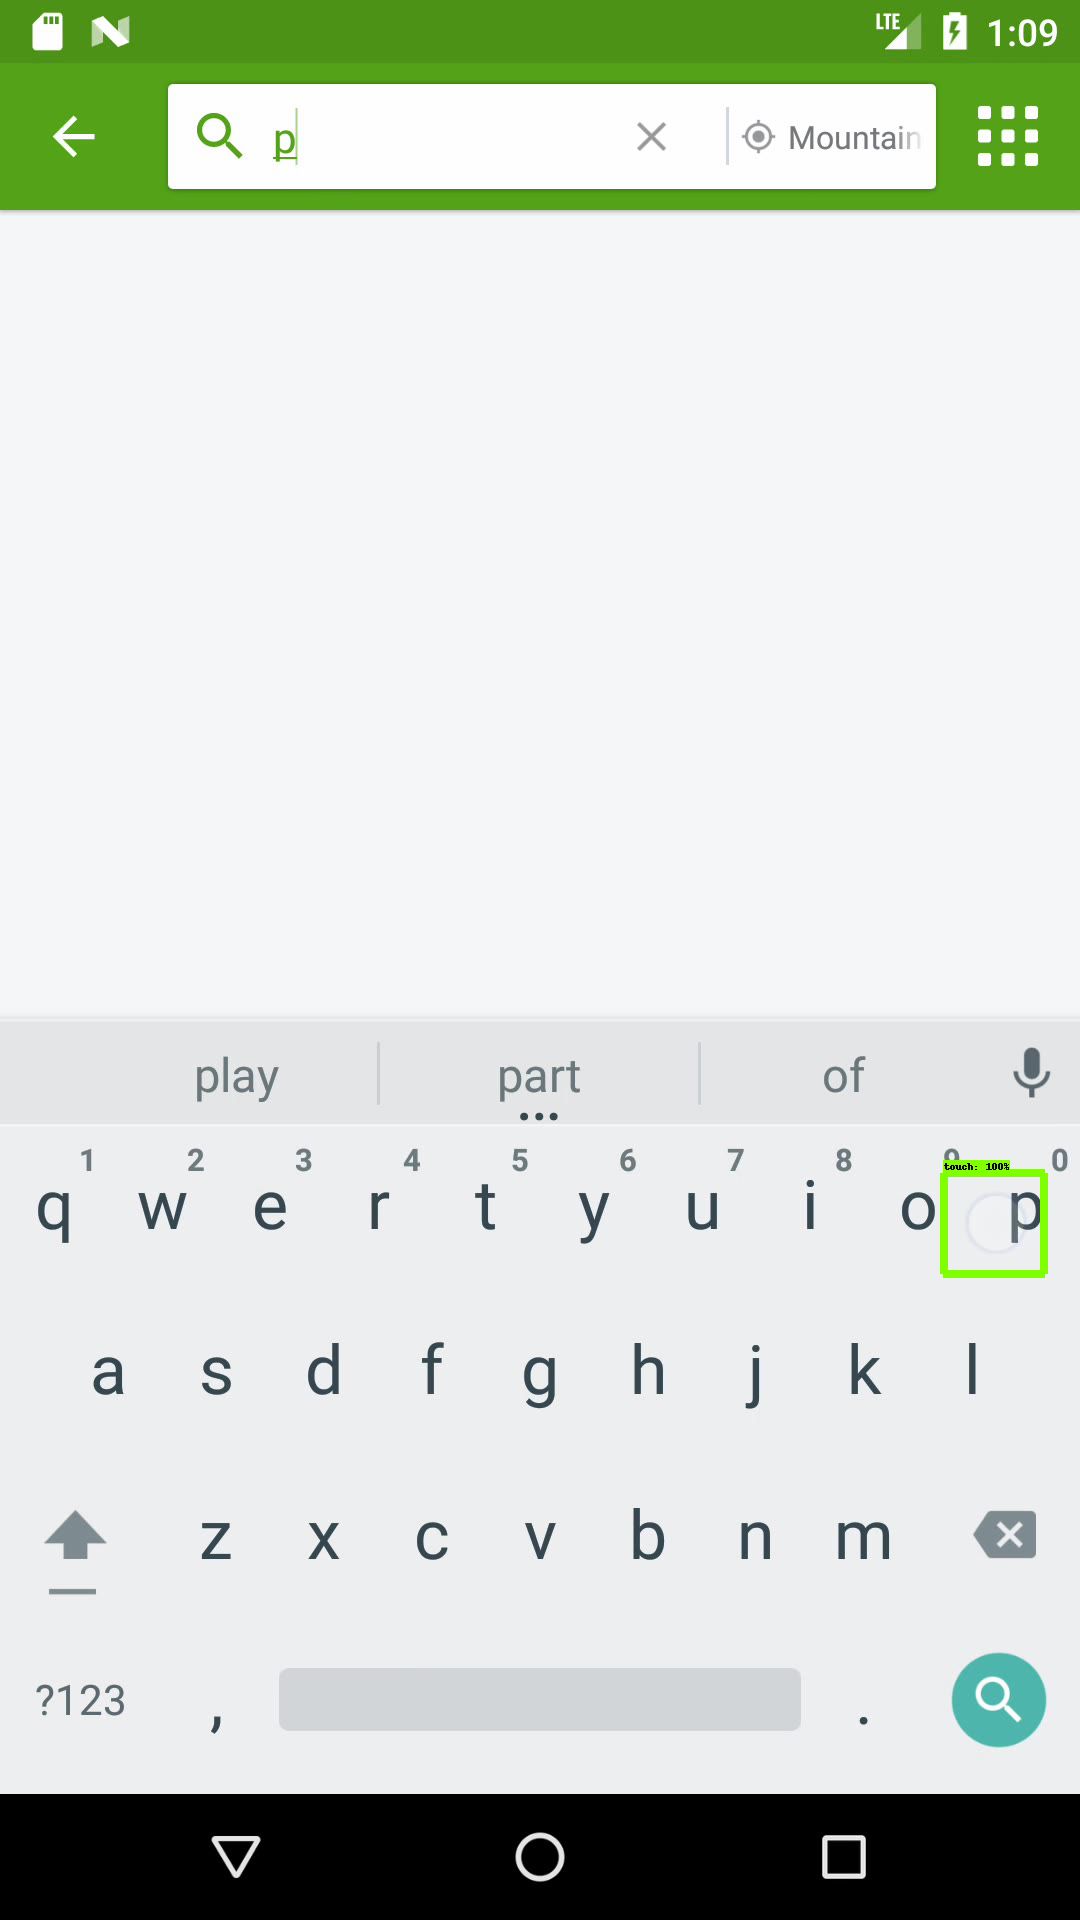 LTE 1:09
p Mountain
play part of
1 2 3 4 5 6 7 8 9 0
touch: 100%
q w e r t y u i o p
a s d f g h j k l
z x c v b n m
?123 , .